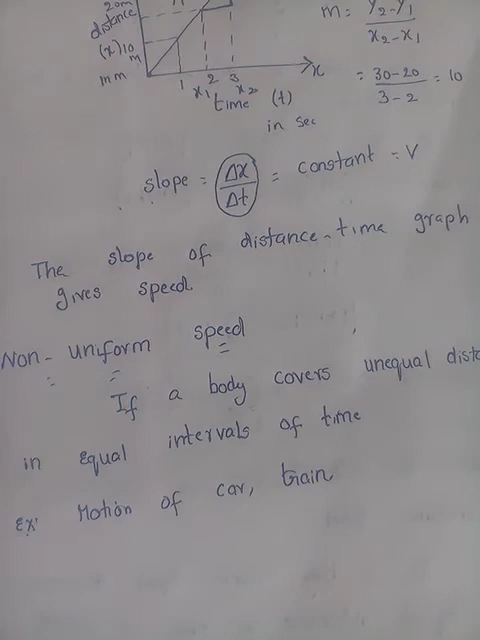 20m
distance
(x) 10
m
m m
1 2 3
x₁ x₂
x
time (t)
in sec
m = y₂-y₁ / x₂-x₁
= 30-20 / 3-2 = 10
slope = Δx / Δt = constant = V
The slope of distance-time graph
gives speed.
Non-uniform speed
If a body covers unequal dista
in equal intervals of time
Ex: Motion of car, train